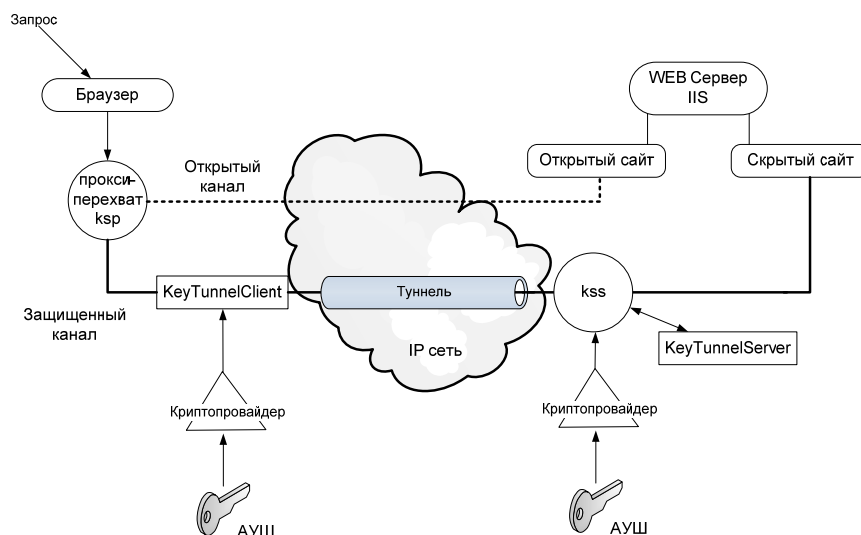 Запрос
Браузер
WEB Сервер
IIS
Открытый
канал
Открытый сайт
Скрытый сайт
прокси-
перехват
ksp
KeyTunnelClient
Туннель
kss
Защищенный
канал
IP сеть
KeyTunnelServer
Криптопровайдер
Криптопровайдер
АУШ
АУШ